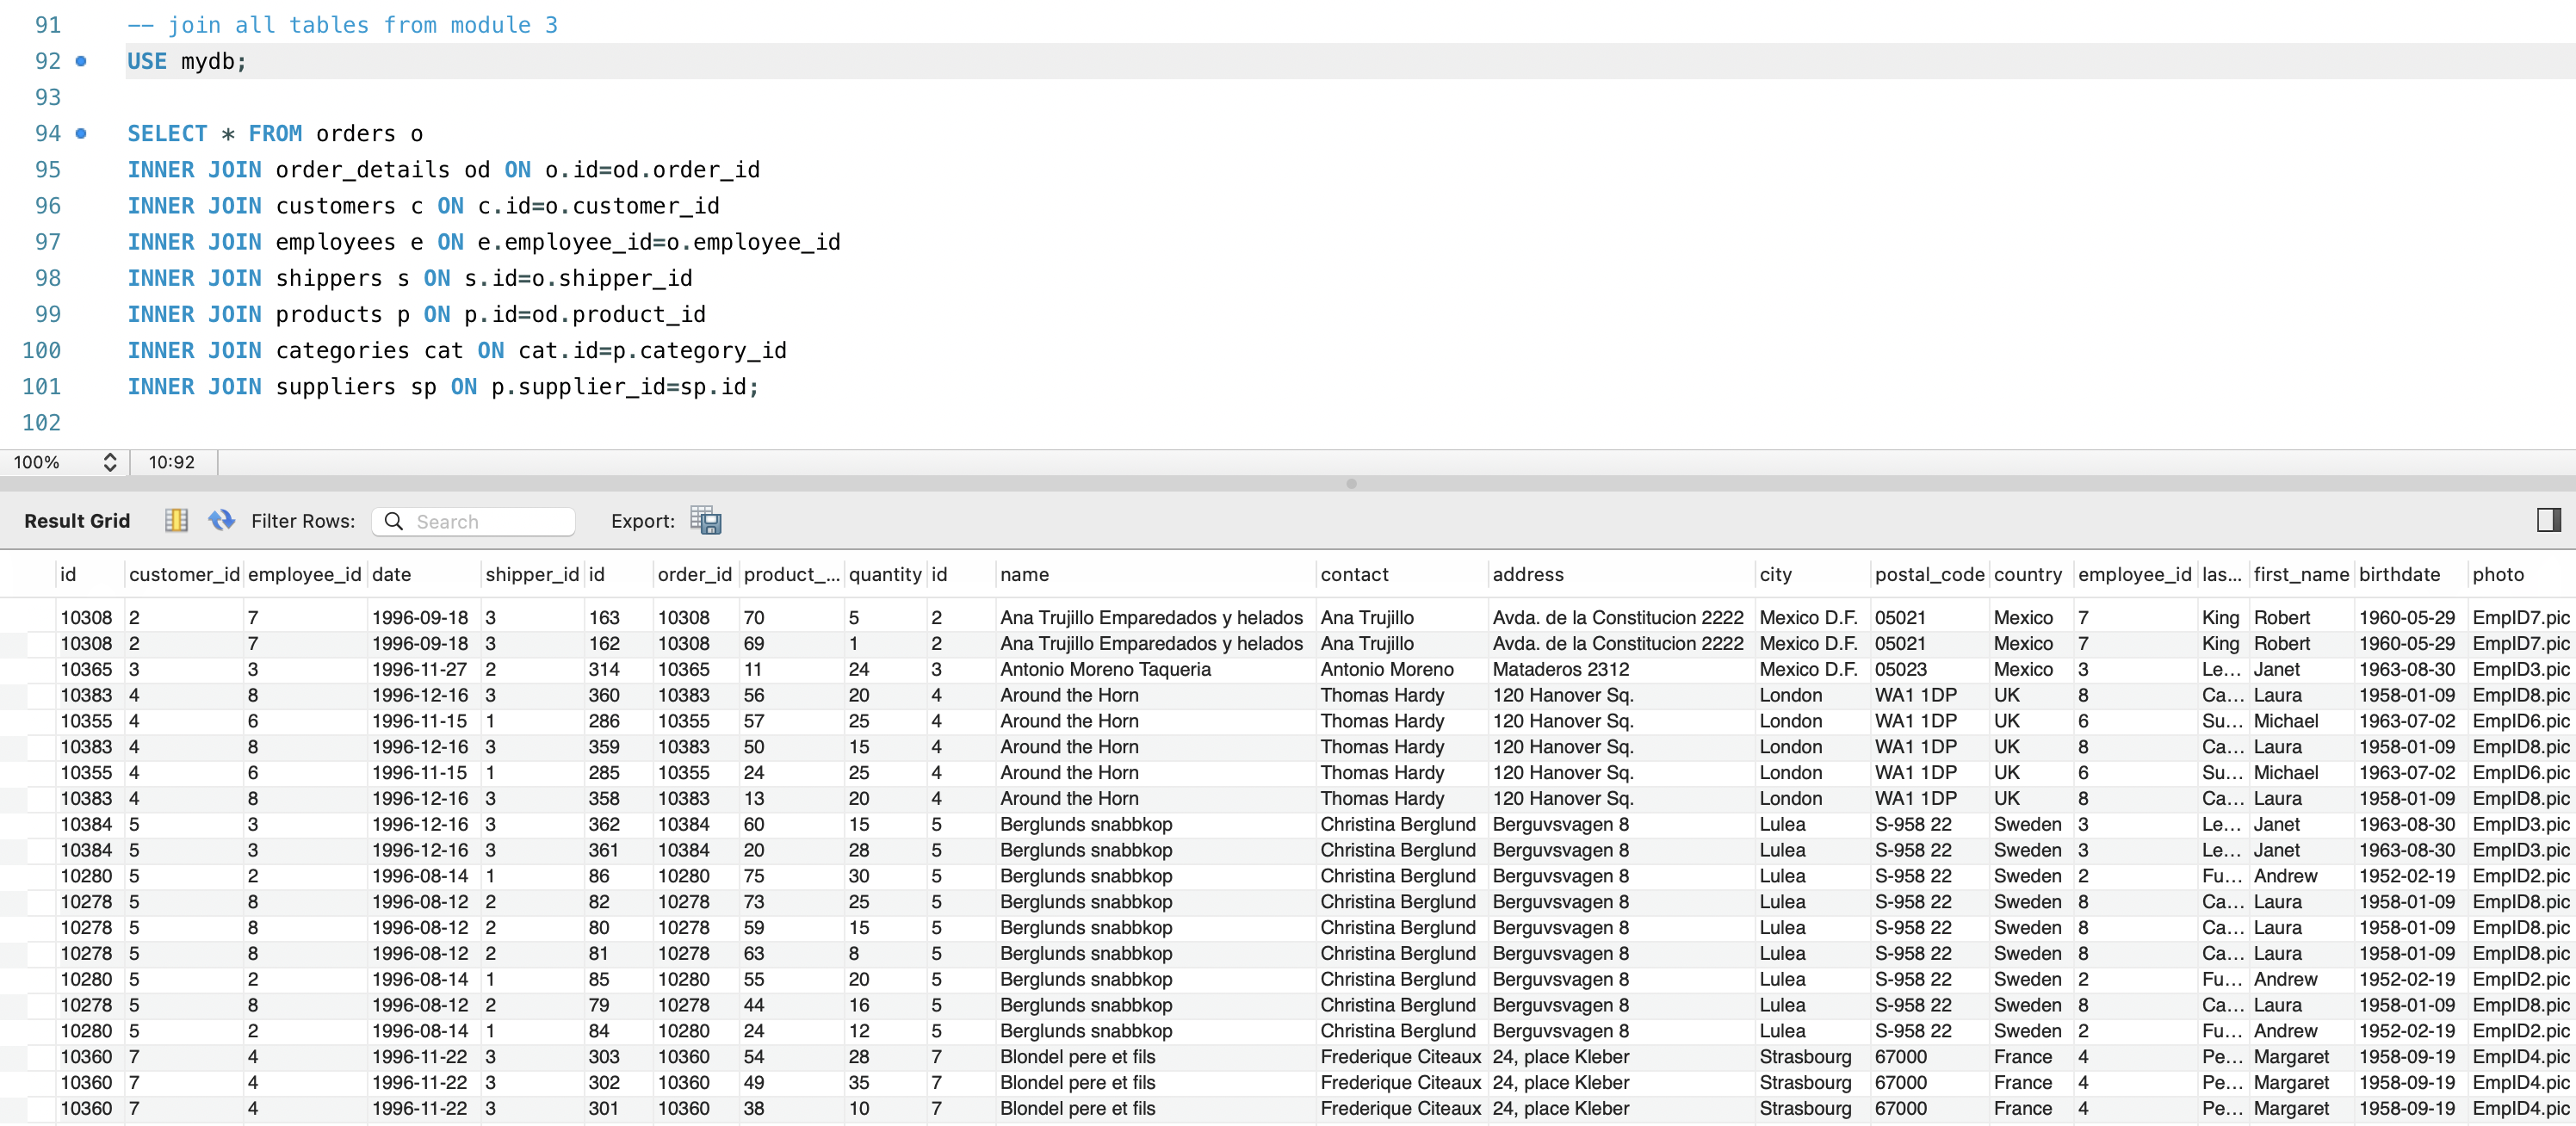 91 -- join all tables from module 3
92 USE mydb;
93
94 SELECT * FROM orders o
95 INNER JOIN order_details od ON o.id=od.order_id
96 INNER JOIN customers c ON c.id=o.customer_id
97 INNER JOIN employees e ON e.employee_id=o.employee_id
98 INNER JOIN shippers s ON s.id=o.shipper_id
99 INNER JOIN products p ON p.id=od.product_id
100 INNER JOIN categories cat ON cat.id=p.category_id
101 INNER JOIN suppliers sp ON p.supplier_id=sp.id;
102
100% 10:92
Result Grid Filter Rows: Search Export:
id customer_id employee_id date shipper_id id order_id product_... quantity id name contact address city postal_code country employee_id las... first_name birthdate photo
10308 2 7 1996-09-18 3 163 10308 70 5 2 Ana Trujillo Emparedados y helados Ana Trujillo Avda. de la Constitucion 2222 Mexico D.F. 05021 Mexico 7 King Robert 1960-05-29 EmpID7.pic
10308 2 7 1996-09-18 3 162 10308 69 1 2 Ana Trujillo Emparedados y helados Ana Trujillo Avda. de la Constitucion 2222 Mexico D.F. 05021 Mexico 7 King Robert 1960-05-29 EmpID7.pic
10365 3 3 1996-11-27 2 314 10365 11 24 3 Antonio Moreno Taqueria Antonio Moreno Mataderos 2312 Mexico D.F. 05023 Mexico 3 Le... Janet 1963-08-30 EmpID3.pic
10383 4 8 1996-12-16 3 360 10383 56 20 4 Around the Horn Thomas Hardy 120 Hanover Sq. London WA1 1DP UK 8 Ca... Laura 1958-01-09 EmpID8.pic
10355 4 6 1996-11-15 1 286 10355 57 25 4 Around the Horn Thomas Hardy 120 Hanover Sq. London WA1 1DP UK 6 Su... Michael 1963-07-02 EmpID6.pic
10383 4 8 1996-12-16 3 359 10383 50 15 4 Around the Horn Thomas Hardy 120 Hanover Sq. London WA1 1DP UK 8 Ca... Laura 1958-01-09 EmpID8.pic
10355 4 6 1996-11-15 1 285 10355 24 25 4 Around the Horn Thomas Hardy 120 Hanover Sq. London WA1 1DP UK 6 Su... Michael 1963-07-02 EmpID6.pic
10383 4 8 1996-12-16 3 358 10383 13 20 4 Around the Horn Thomas Hardy 120 Hanover Sq. London WA1 1DP UK 8 Ca... Laura 1958-01-09 EmpID8.pic
10384 5 3 1996-12-16 3 362 10384 60 15 5 Berglunds snabbkop Christina Berglund Berguvsvagen 8 Lulea S-958 22 Sweden 3 Le... Janet 1963-08-30 EmpID3.pic
10384 5 3 1996-12-16 3 361 10384 20 28 5 Berglunds snabbkop Christina Berglund Berguvsvagen 8 Lulea S-958 22 Sweden 3 Le... Janet 1963-08-30 EmpID3.pic
10280 5 2 1996-08-14 1 86 10280 75 30 5 Berglunds snabbkop Christina Berglund Berguvsvagen 8 Lulea S-958 22 Sweden 2 Fu... Andrew 1952-02-19 EmpID2.pic
10278 5 8 1996-08-12 2 82 10278 73 25 5 Berglunds snabbkop Christina Berglund Berguvsvagen 8 Lulea S-958 22 Sweden 8 Ca... Laura 1958-01-09 EmpID8.pic
10278 5 8 1996-08-12 2 80 10278 59 15 5 Berglunds snabbkop Christina Berglund Berguvsvagen 8 Lulea S-958 22 Sweden 8 Ca... Laura 1958-01-09 EmpID8.pic
10278 5 8 1996-08-12 2 81 10278 63 8 5 Berglunds snabbkop Christina Berglund Berguvsvagen 8 Lulea S-958 22 Sweden 8 Ca... Laura 1958-01-09 EmpID8.pic
10280 5 2 1996-08-14 1 85 10280 55 20 5 Berglunds snabbkop Christina Berglund Berguvsvagen 8 Lulea S-958 22 Sweden 2 Fu... Andrew 1952-02-19 EmpID2.pic
10278 5 8 1996-08-12 2 79 10278 44 16 5 Berglunds snabbkop Christina Berglund Berguvsvagen 8 Lulea S-958 22 Sweden 8 Ca... Laura 1958-01-09 EmpID8.pic
10280 5 2 1996-08-14 1 84 10280 24 12 5 Berglunds snabbkop Christina Berglund Berguvsvagen 8 Lulea S-958 22 Sweden 2 Fu... Andrew 1952-02-19 EmpID2.pic
10360 7 4 1996-11-22 3 303 10360 54 28 7 Blondel pere et fils Frederique Citeaux 24, place Kleber Strasbourg 67000 France 4 Pe... Margaret 1958-09-19 EmpID4.pic
10360 7 4 1996-11-22 3 302 10360 49 35 7 Blondel pere et fils Frederique Citeaux 24, place Kleber Strasbourg 67000 France 4 Pe... Margaret 1958-09-19 EmpID4.pic
10360 7 4 1996-11-22 3 301 10360 38 10 7 Blondel pere et fils Frederique Citeaux 24, place Kleber Strasbourg 67000 France 4 Pe... Margaret 1958-09-19 EmpID4.pic